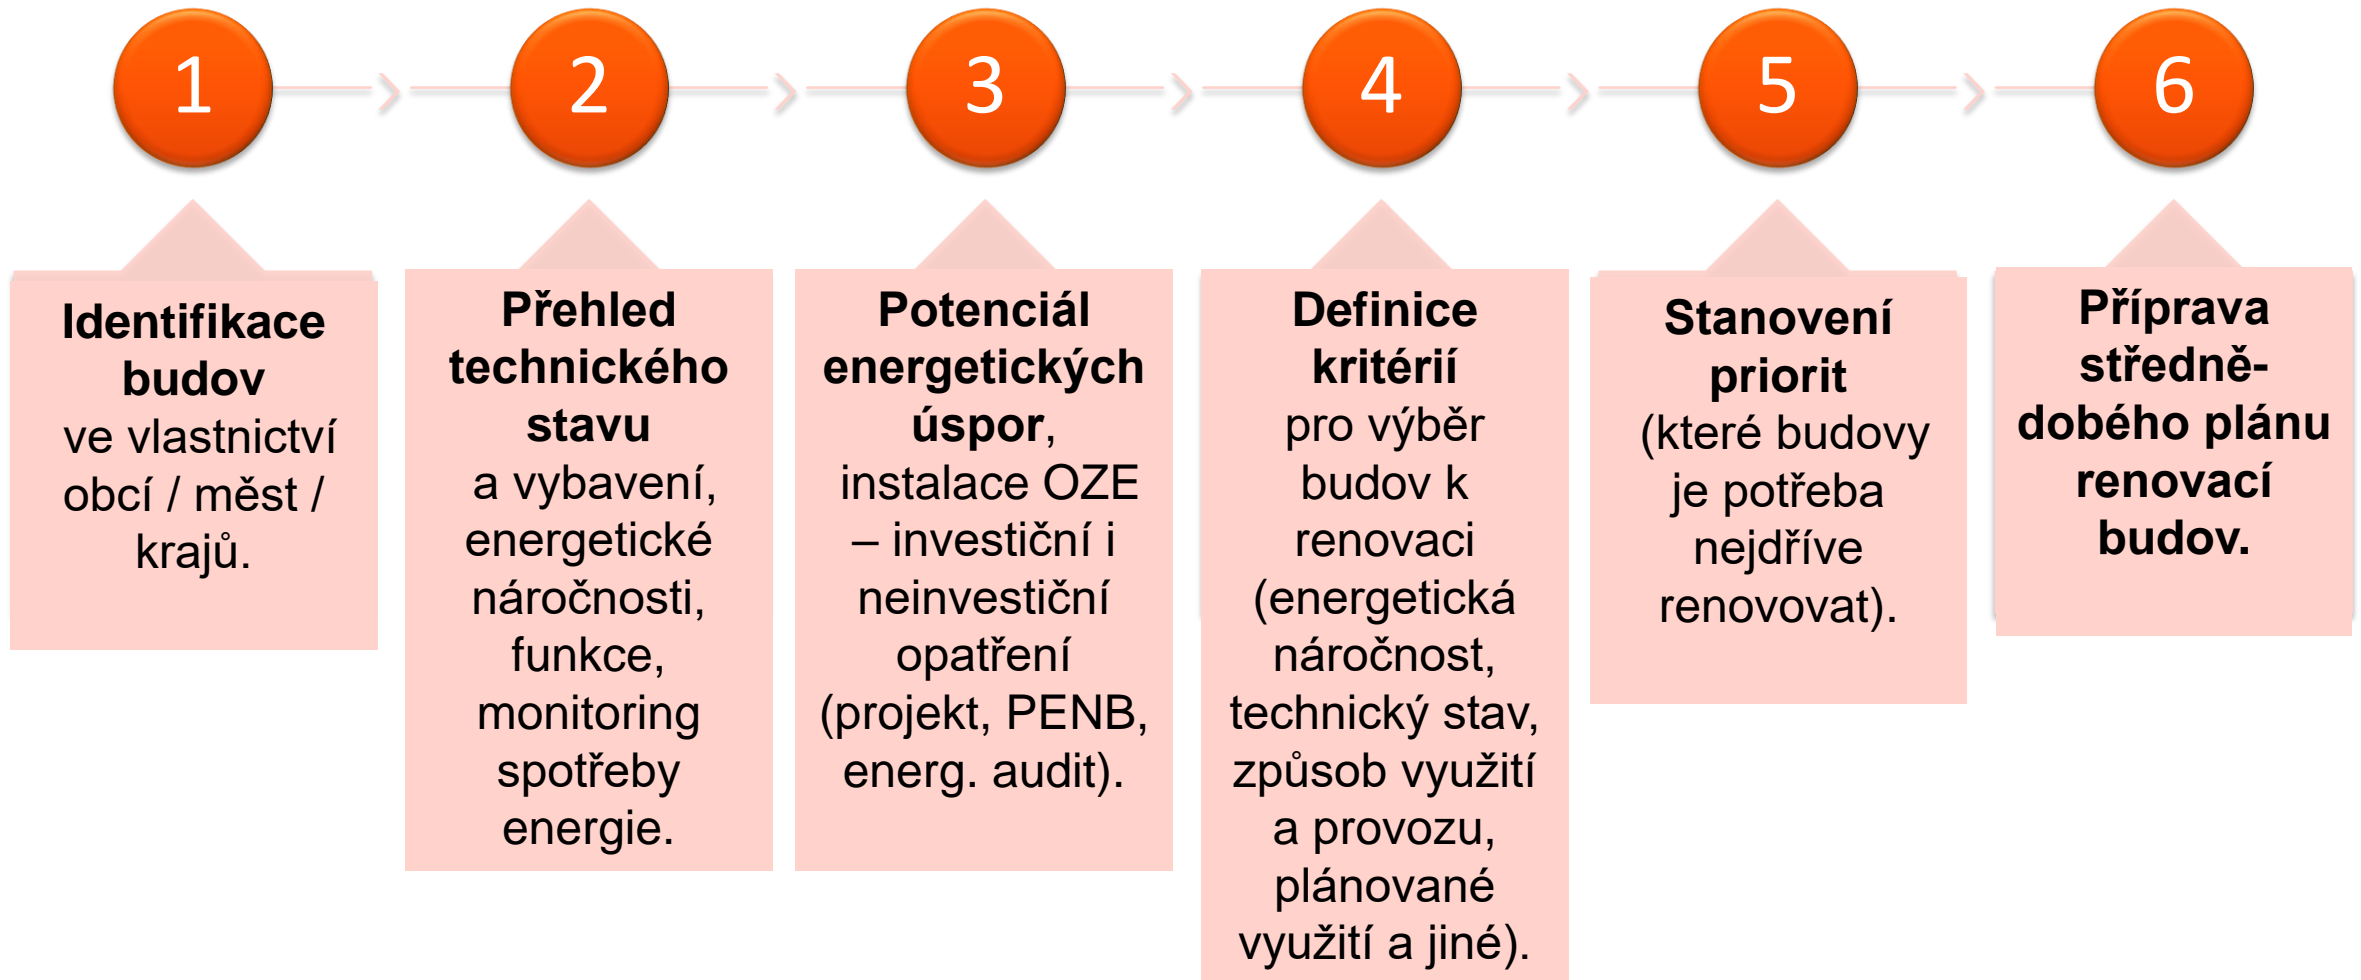 1
2
3
4
5
6
Identifikace
budov
ve vlastnictví
obcí / měst /
krajů.
Přehled
technického
stavu
a vybavení,
energetické
náročnosti,
funkce,
monitoring
spotřeby
energie.
Potenciál
energetických
úspor,
instalace OZE
– investiční i
neinvestiční
opatření
(projekt, PENB,
energ. audit).
Definice
kritérií
pro výběr
budov k
renovaci
(energetická
náročnost,
technický stav,
způsob využití
a provozu,
plánované
využití a jiné).
Stanovení
priorit
(které budovy
je potřeba
nejdříve
renovovat).
Příprava
středně-
dobého plánu
renovací
budov.